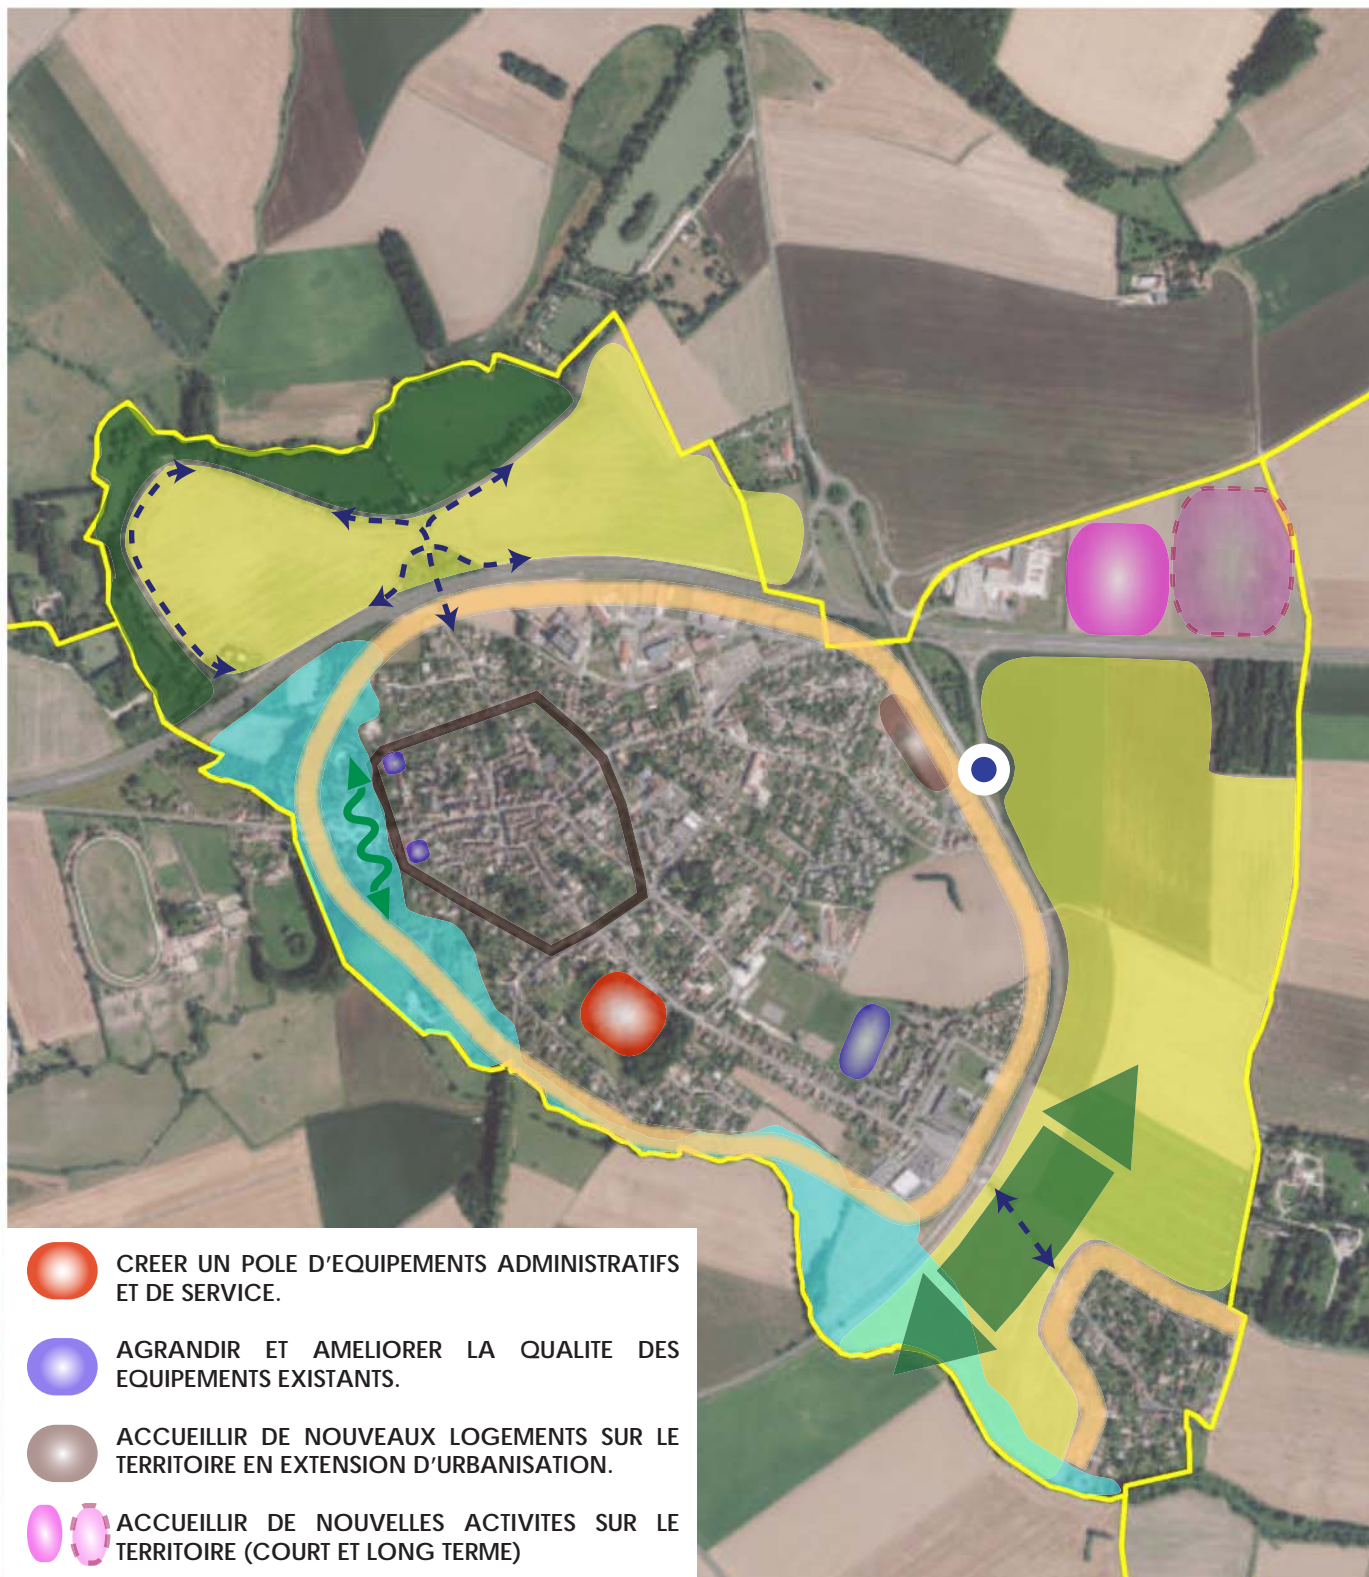 CREER UN POLE D'EQUIPEMENTS ADMINISTRATIFS
ET DE SERVICE.
AGRANDIR ET AMELIORER LA QUALITE DES
EQUIPEMENTS EXISTANTS.
ACCUEILLIR DE NOUVEAUX LOGEMENTS SUR LE
TERRITOIRE EN EXTENSION D'URBANISATION.
ACCUEILLIR DE NOUVELLES ACTIVITES SUR LE
TERRITOIRE (COURT ET LONG TERME)